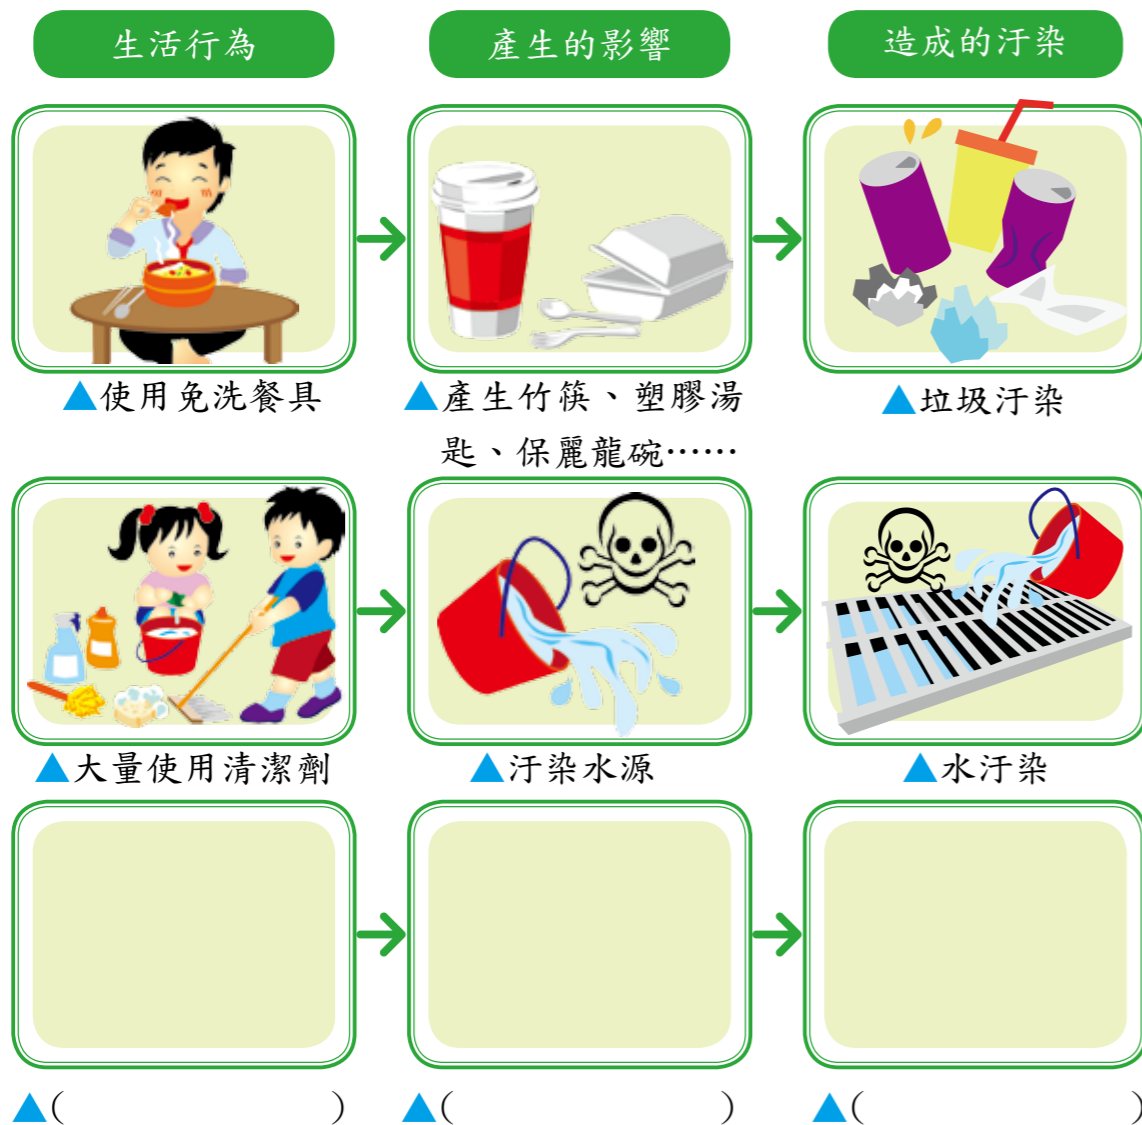 生活行為
產生的影響
造成的汙染
▲使用免洗餐具
▲產生竹筷、塑膠湯
匙、保麗龍碗……
▲垃圾汙染
▲大量使用清潔劑
▲汙染水源
▲水汙染
▲( )
▲( )
▲( )